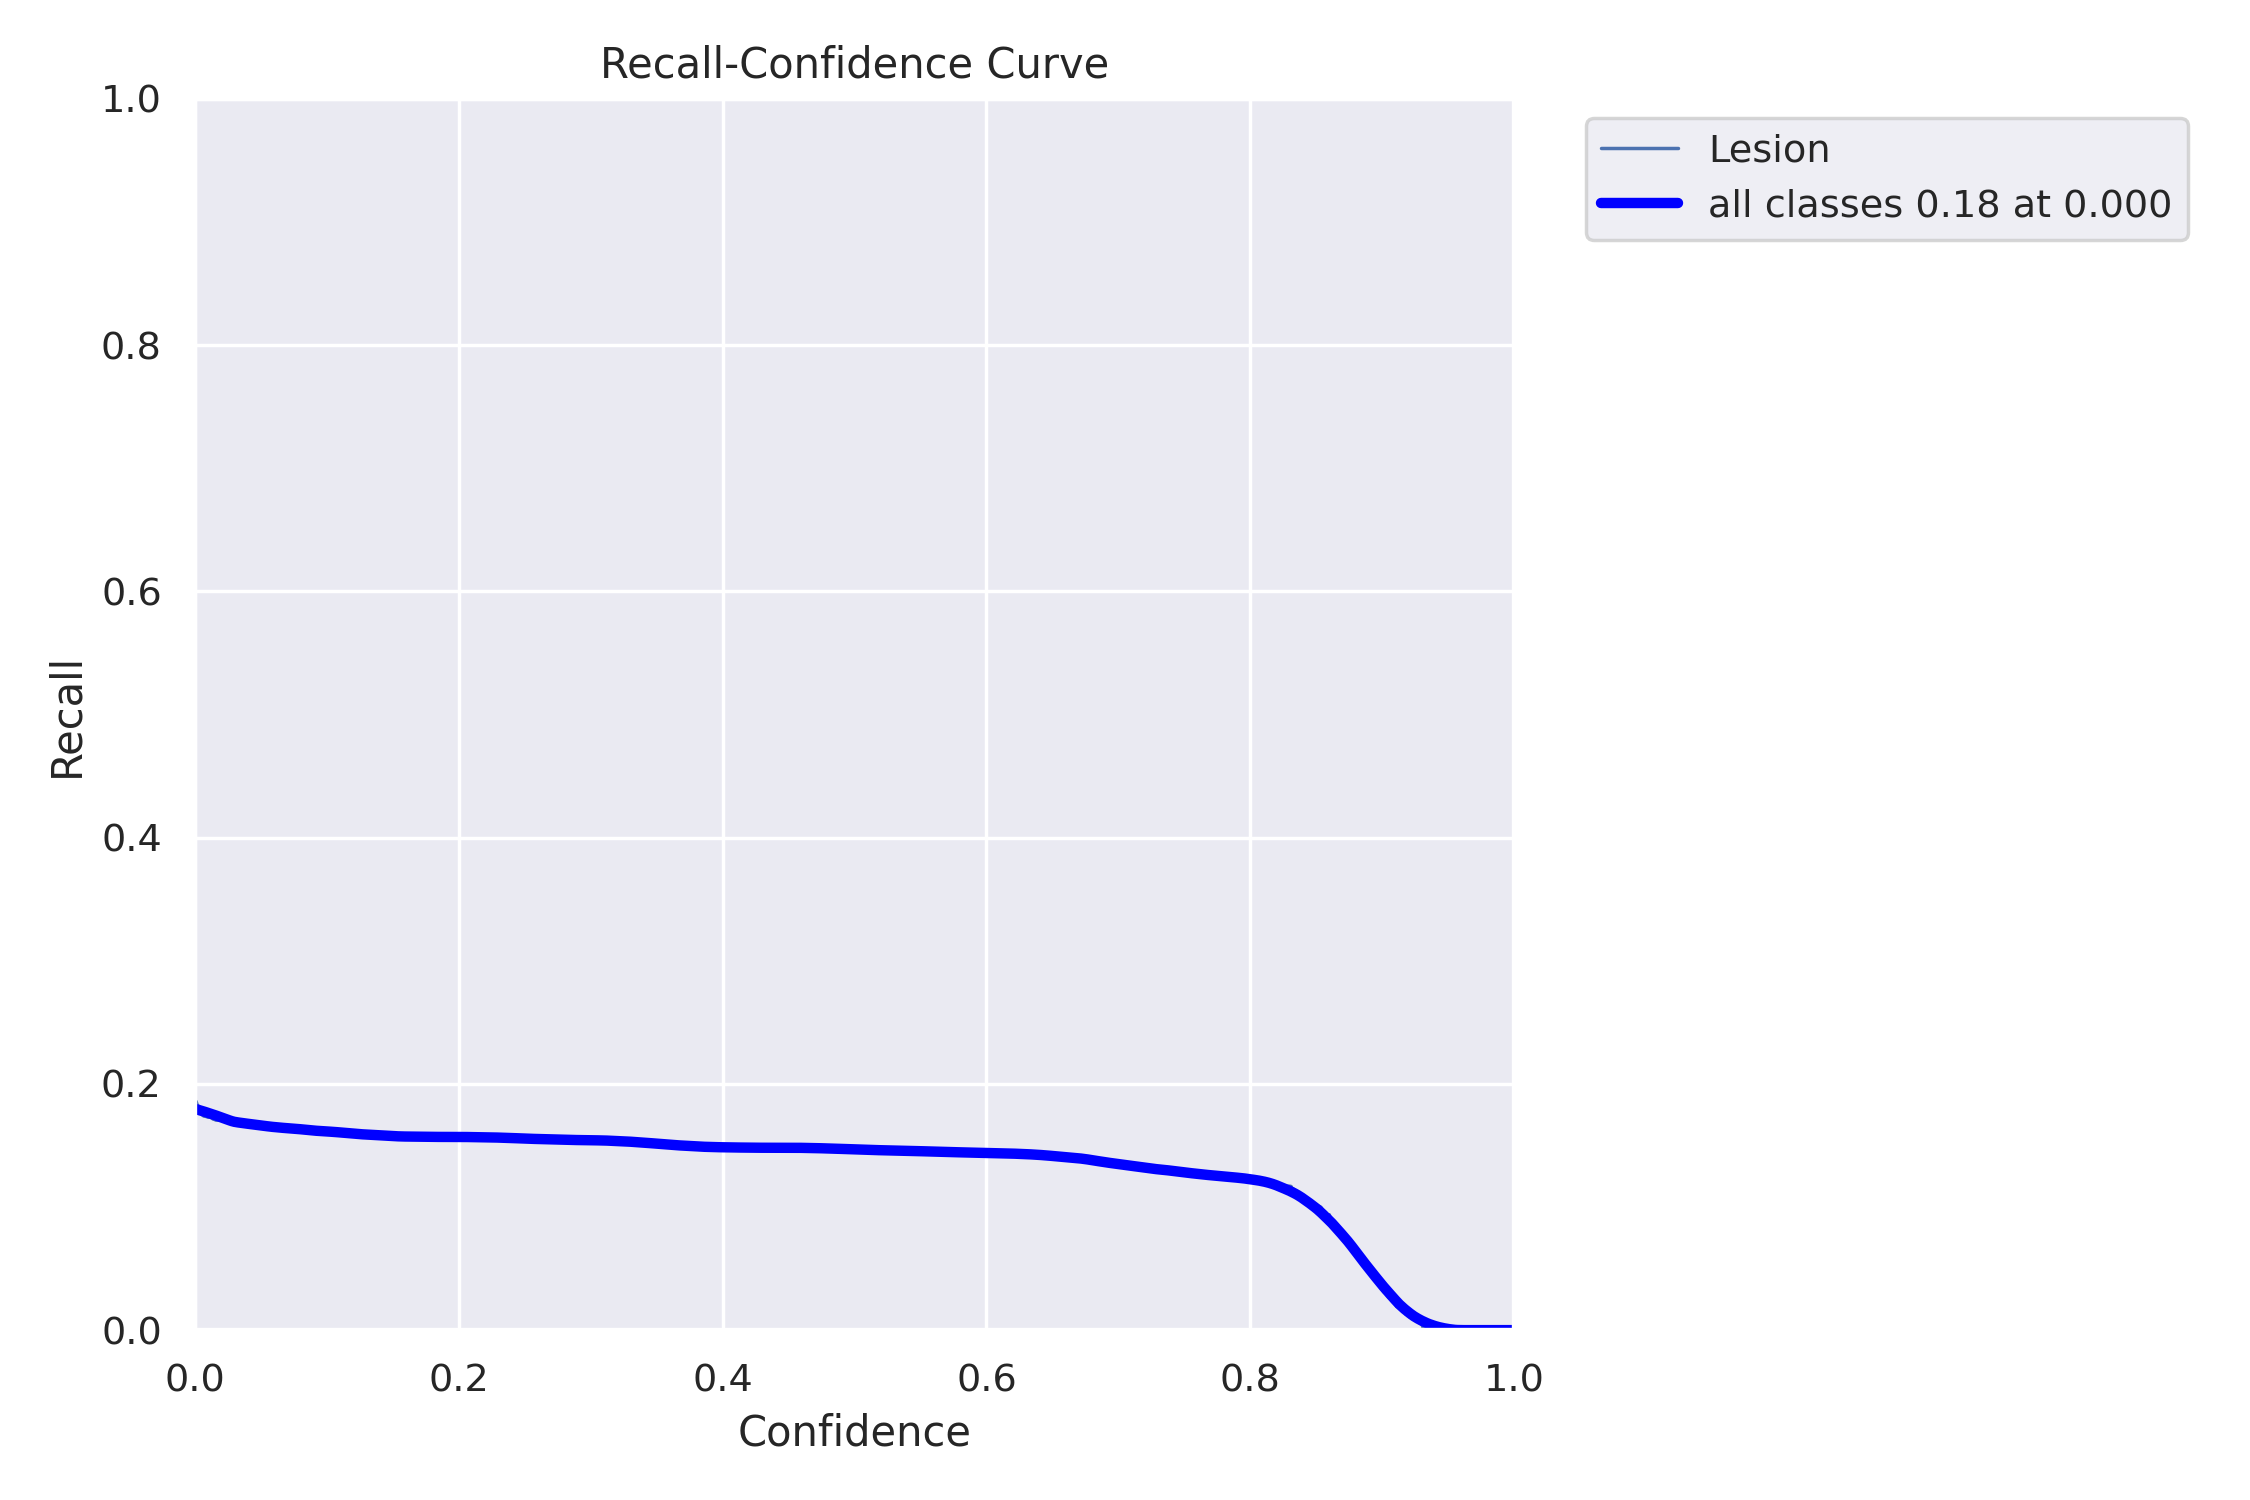 Recall-Confidence Curve
1.0
0.8
0.6
0.4
0.2
0.0
Recall
0.0 0.2 0.4 0.6 0.8 1.0
Confidence
Lesion
all classes 0.18 at 0.000